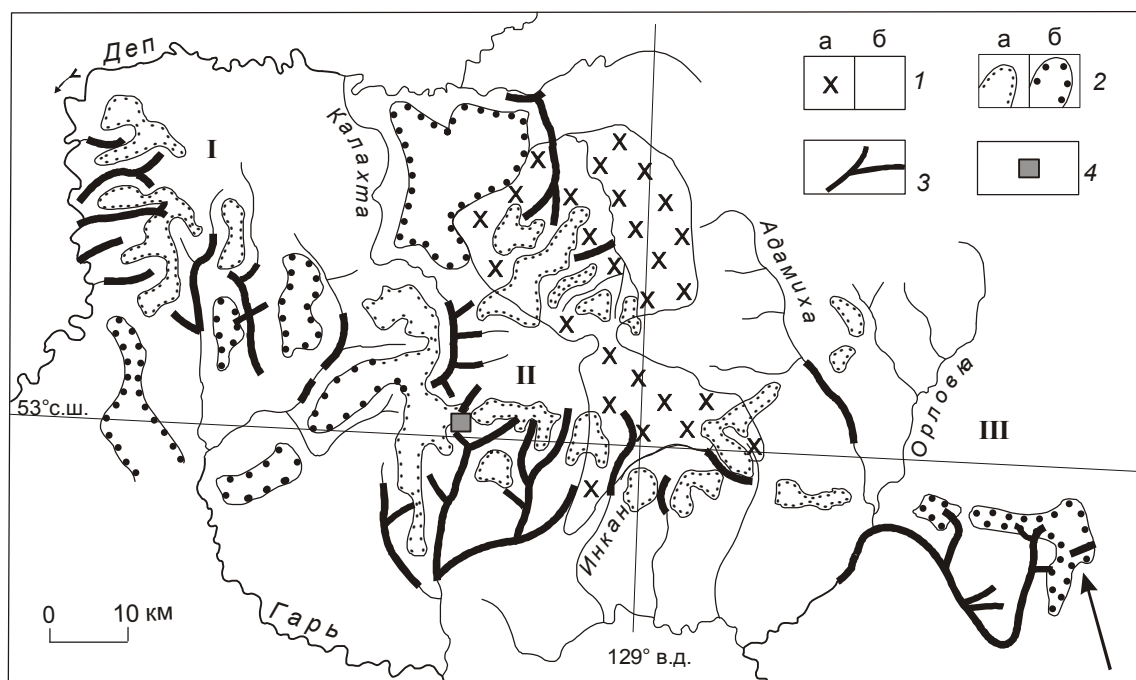 Деп
Калахта
I
а б
х
1
а б
2
3
4
Адамиха
II
53°с.ш.
Орловка
III
Инкан
0 10 км
Гарь
129° в.д.